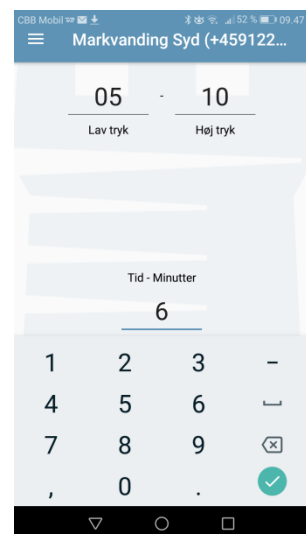 CBB Mobil 52 % 09.47
Markvanding Syd (+459122...
05 - 10
Lav tryk Høj tryk
Tid - Minutter
6
1 2 3 –
4 5 6
7 8 9
, 0 .